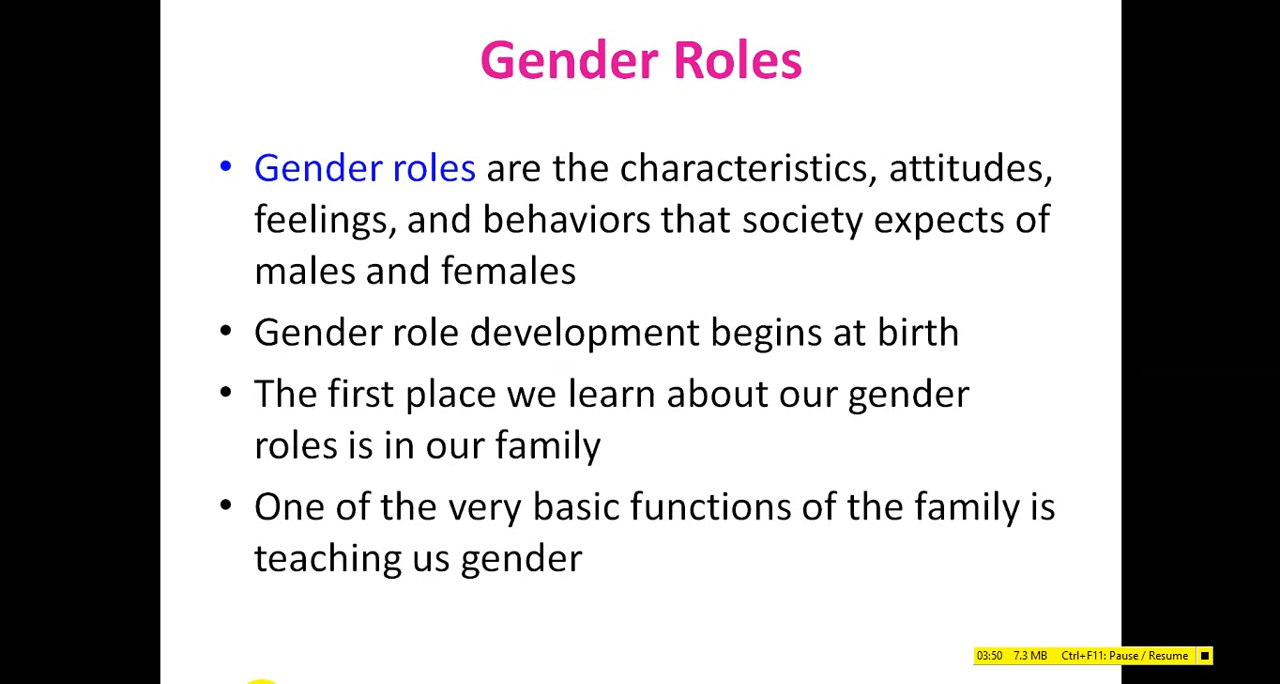 Gender Roles
• Gender roles are the characteristics, attitudes,
feelings, and behaviors that society expects of
males and females
• Gender role development begins at birth
• The first place we learn about our gender
roles is in our family
• One of the very basic functions of the family is
teaching us gender
03:50 7.3 MB Ctrl+F11: Pause / Resume